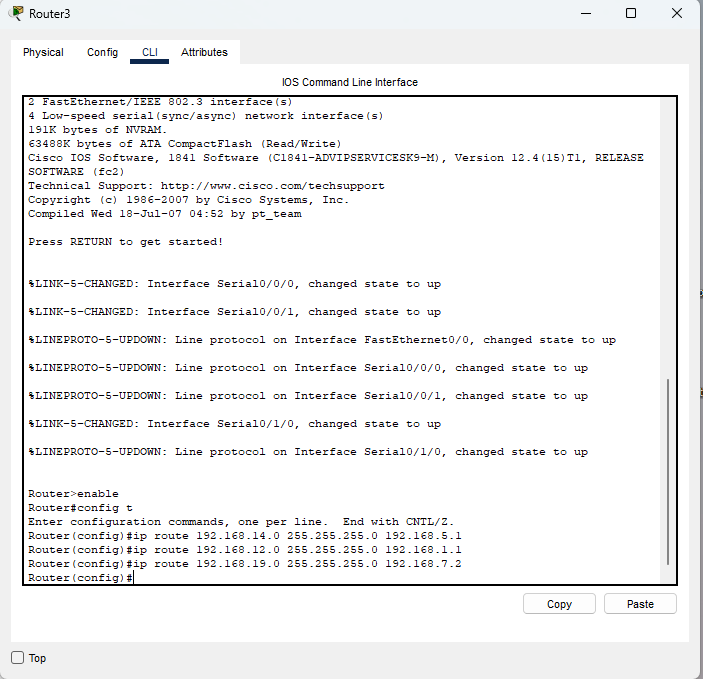 Router3
Physical Config CLI Attributes
IOS Command Line Interface
2 FastEthernet/IEEE 802.3 interface(s)
4 Low-speed serial(sync/async) network interface(s)
191K bytes of NVRAM.
63488K bytes of ATA CompactFlash (Read/Write)
Cisco IOS Software, 1841 Software (C1841-ADVIPSERVICESK9-M), Version 12.4(15)T1, RELEASE
SOFTWARE (fc2)
Technical Support: http://www.cisco.com/techsupport
Copyright (c) 1986-2007 by Cisco Systems, Inc.
Compiled Wed 18-Jul-07 04:52 by pt_team
Press RETURN to get started!
%LINK-5-CHANGED: Interface Serial0/0/0, changed state to up
%LINK-5-CHANGED: Interface Serial0/0/1, changed state to up
%LINEPROTO-5-UPDOWN: Line protocol on Interface FastEthernet0/0, changed state to up
%LINEPROTO-5-UPDOWN: Line protocol on Interface Serial0/0/0, changed state to up
%LINEPROTO-5-UPDOWN: Line protocol on Interface Serial0/0/1, changed state to up
%LINK-5-CHANGED: Interface Serial0/1/0, changed state to up
%LINEPROTO-5-UPDOWN: Line protocol on Interface Serial0/1/0, changed state to up
Router>enable
Router#config t
Enter configuration commands, one per line.  End with CNTL/Z.
Router(config)#ip route 192.168.14.0 255.255.255.0 192.168.5.1
Router(config)#ip route 192.168.12.0 255.255.255.0 192.168.1.1
Router(config)#ip route 192.168.19.0 255.255.255.0 192.168.7.2
Router(config)#
Copy Paste
Top